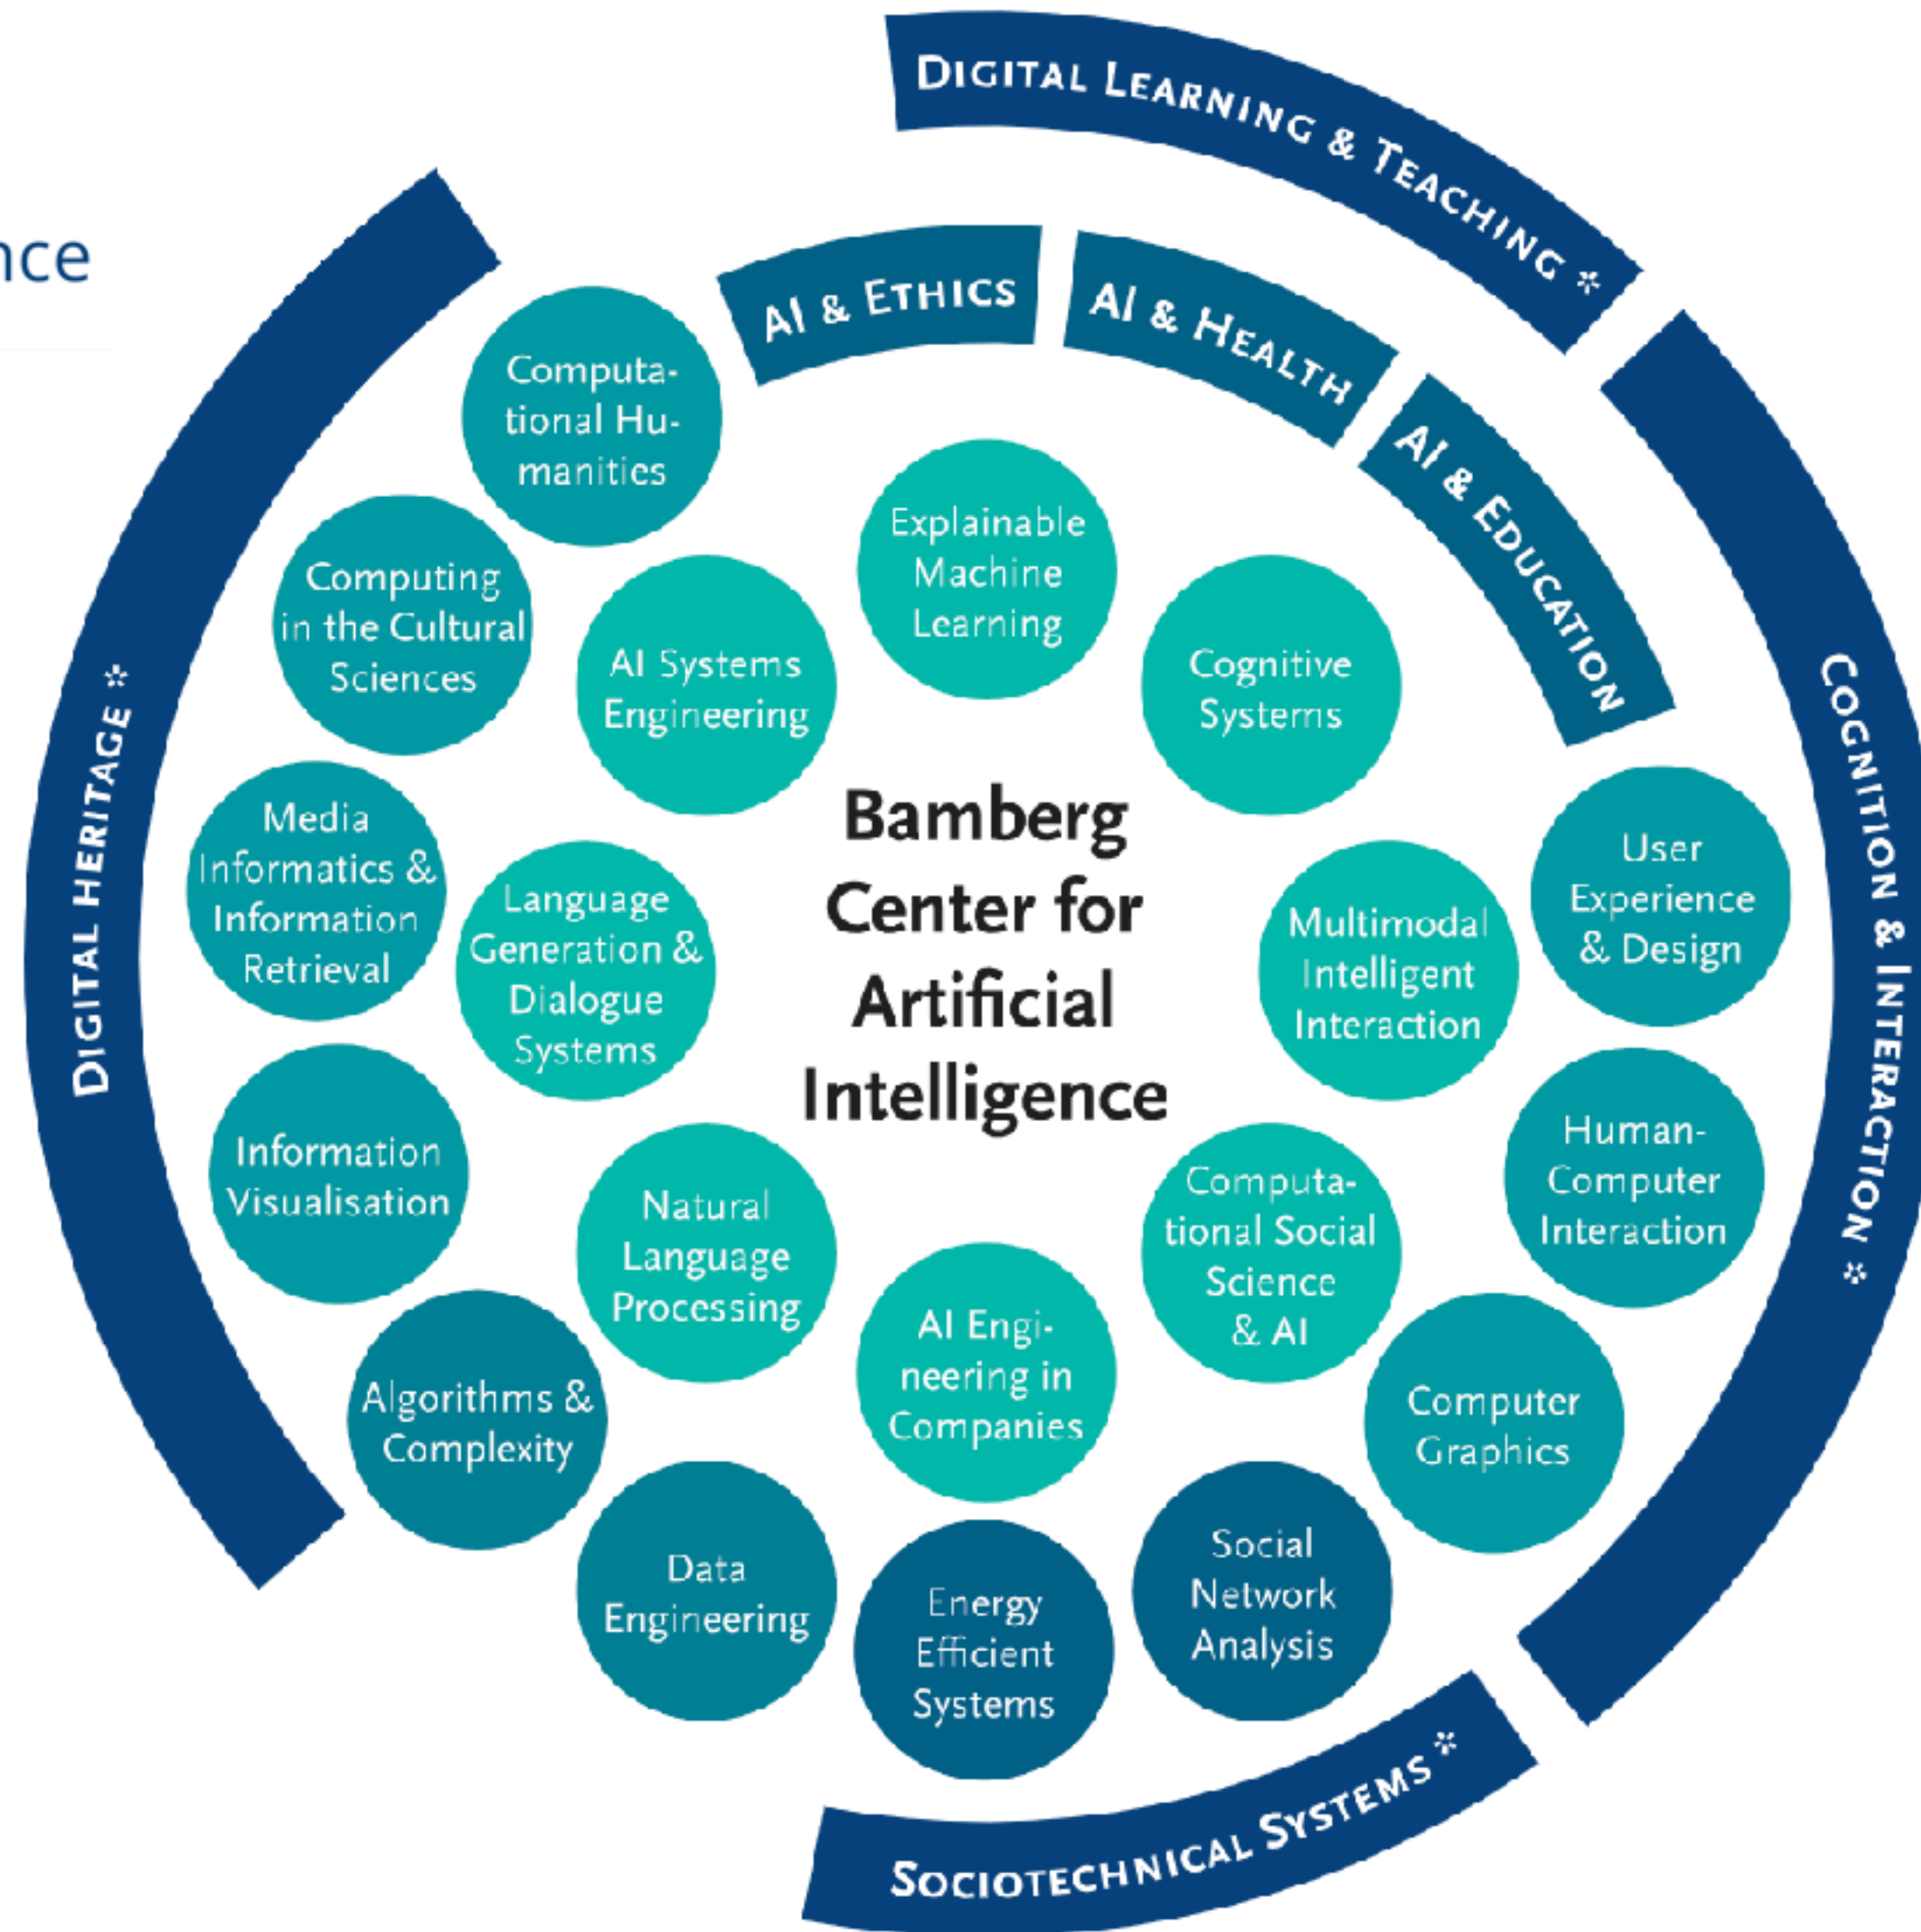 nce
DIGITAL LEARNING & TEACHING *
AI & ETHICS
AI & HEALTH
AI & EDUCATION
COGNITION & INTERACTION *
SOCIOTECHNICAL SYSTEMS *
DIGITAL HERITAGE *
Computa-
tional Hu-
manities
Computing
in the Cultural
Sciences
Media
Informatics &
Information
Retrieval
Information
Visualisation
Algorithms &
Complexity
Data
Engineering
Energy
Efficient
Systems
Social
Network
Analysis
Computer
Graphics
Human-
Computer
Interaction
User
Experience
& Design
Explainable
Machine
Learning
Cognitive
Systems
Multimodal
Intelligent
Interaction
Computa-
tional Social
Science
& AI
AI Engi-
neering in
Companies
Natural
Language
Processing
Language
Generation &
Dialogue
Systems
AI Systems
Engineering
Bamberg
Center for
Artificial
Intelligence